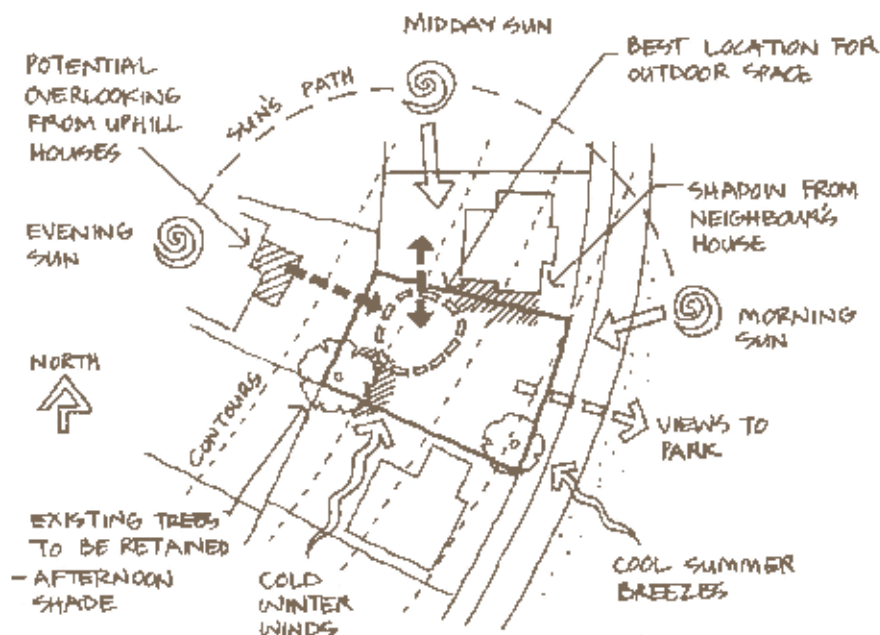 MIDDAY SUN
BEST LOCATION FOR
OUTDOOR SPACE
POTENTIAL
OVERLOOKING
FROM UPHILL
HOUSES
SUN'S PATH
SHADOW FROM
NEIGHBOUR'S
HOUSE
EVENING
SUN
MORNING
SUN
NORTH
CONTOURS
VIEWS TO
PARK
EXISTING TREES
TO BE RETAINED
- AFTERNOON
SHADE
COLD
WINTER
WINDS
COOL SUMMER
BREEZES